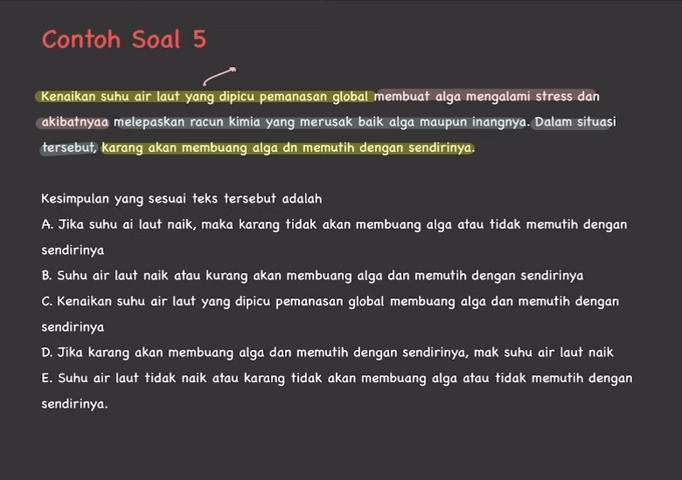 Contoh Soal 5
Kenaikan suhu air laut yang dipicu pemanasan global membuat alga mengalami stress dan
akibatnyaa melepaskan racun kimia yang merusak baik alga maupun inangnya. Dalam situasi
tersebut, karang akan membuang alga dn memutih dengan sendirinya.
Kesimpulan yang sesuai teks tersebut adalah
A. Jika suhu ai laut naik, maka karang tidak akan membuang alga atau tidak memutih dengan
sendirinya
B. Suhu air laut naik atau kurang akan membuang alga dan memutih dengan sendirinya
C. Kenaikan suhu air laut yang dipicu pemanasan global membuang alga dan memutih dengan
sendirinya
D. Jika karang akan membuang alga dan memutih dengan sendirinya, mak suhu air laut naik
E. Suhu air laut tidak naik atau karang tidak akan membuang alga atau tidak memutih dengan
sendirinya.